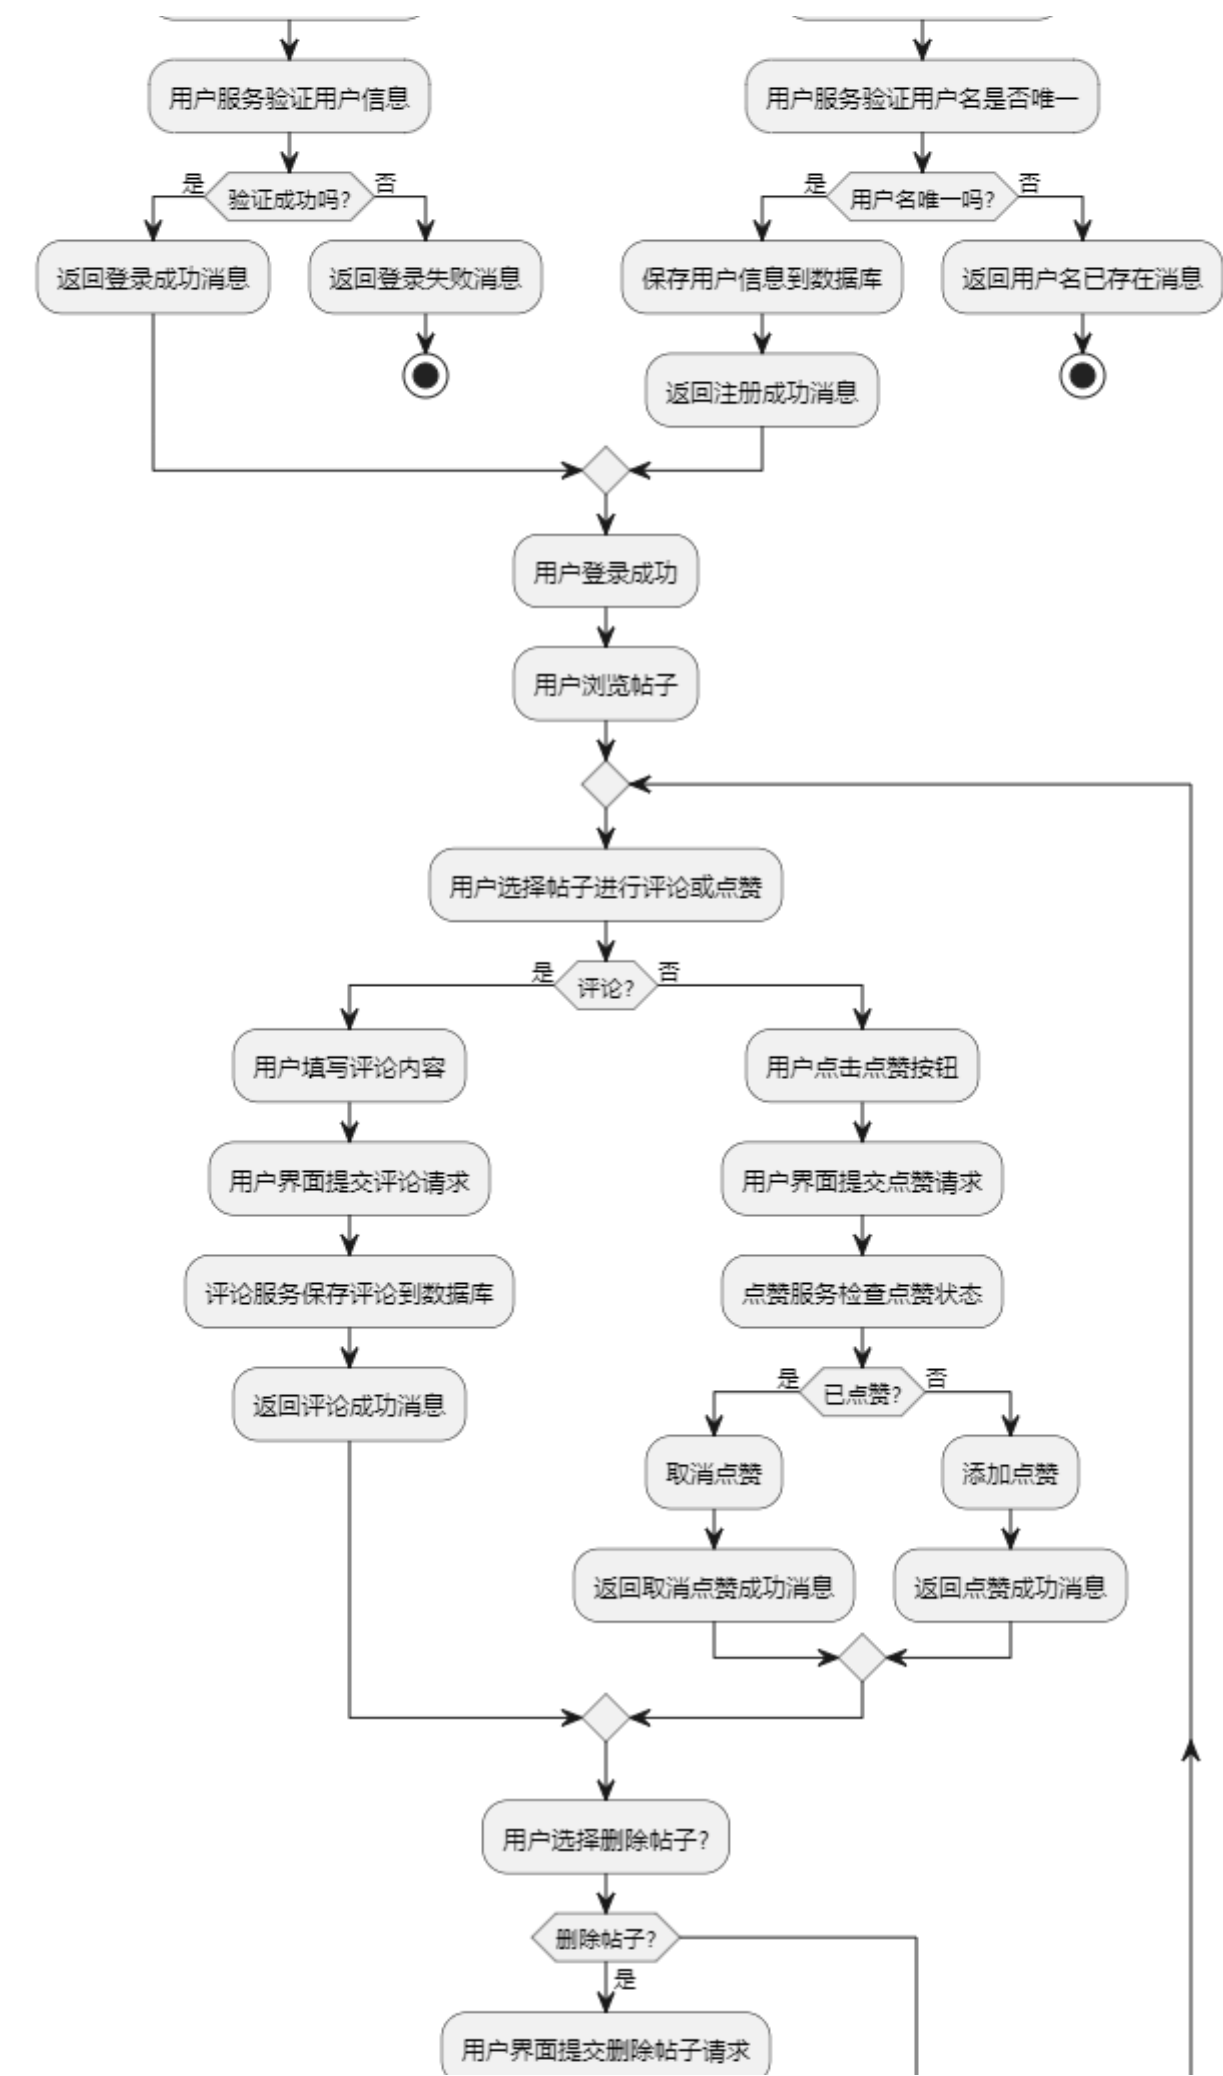 用户服务验证用户信息
用户服务验证用户名是否唯一
是
验证成功吗?
否
是
用户名唯一吗?
否
返回登录成功消息
返回登录失败消息
保存用户信息到数据库
返回用户名已存在消息
返回注册成功消息
用户登录成功
用户浏览帖子
用户选择帖子进行评论或点赞
是
评论?
否
用户填写评论内容
用户点击点赞按钮
用户界面提交评论请求
用户界面提交点赞请求
评论服务保存评论到数据库
点赞服务检查点赞状态
返回评论成功消息
是
已点赞?
否
取消点赞
添加点赞
返回取消点赞成功消息
返回点赞成功消息
用户选择删除帖子?
删除帖子?
是
用户界面提交删除帖子请求